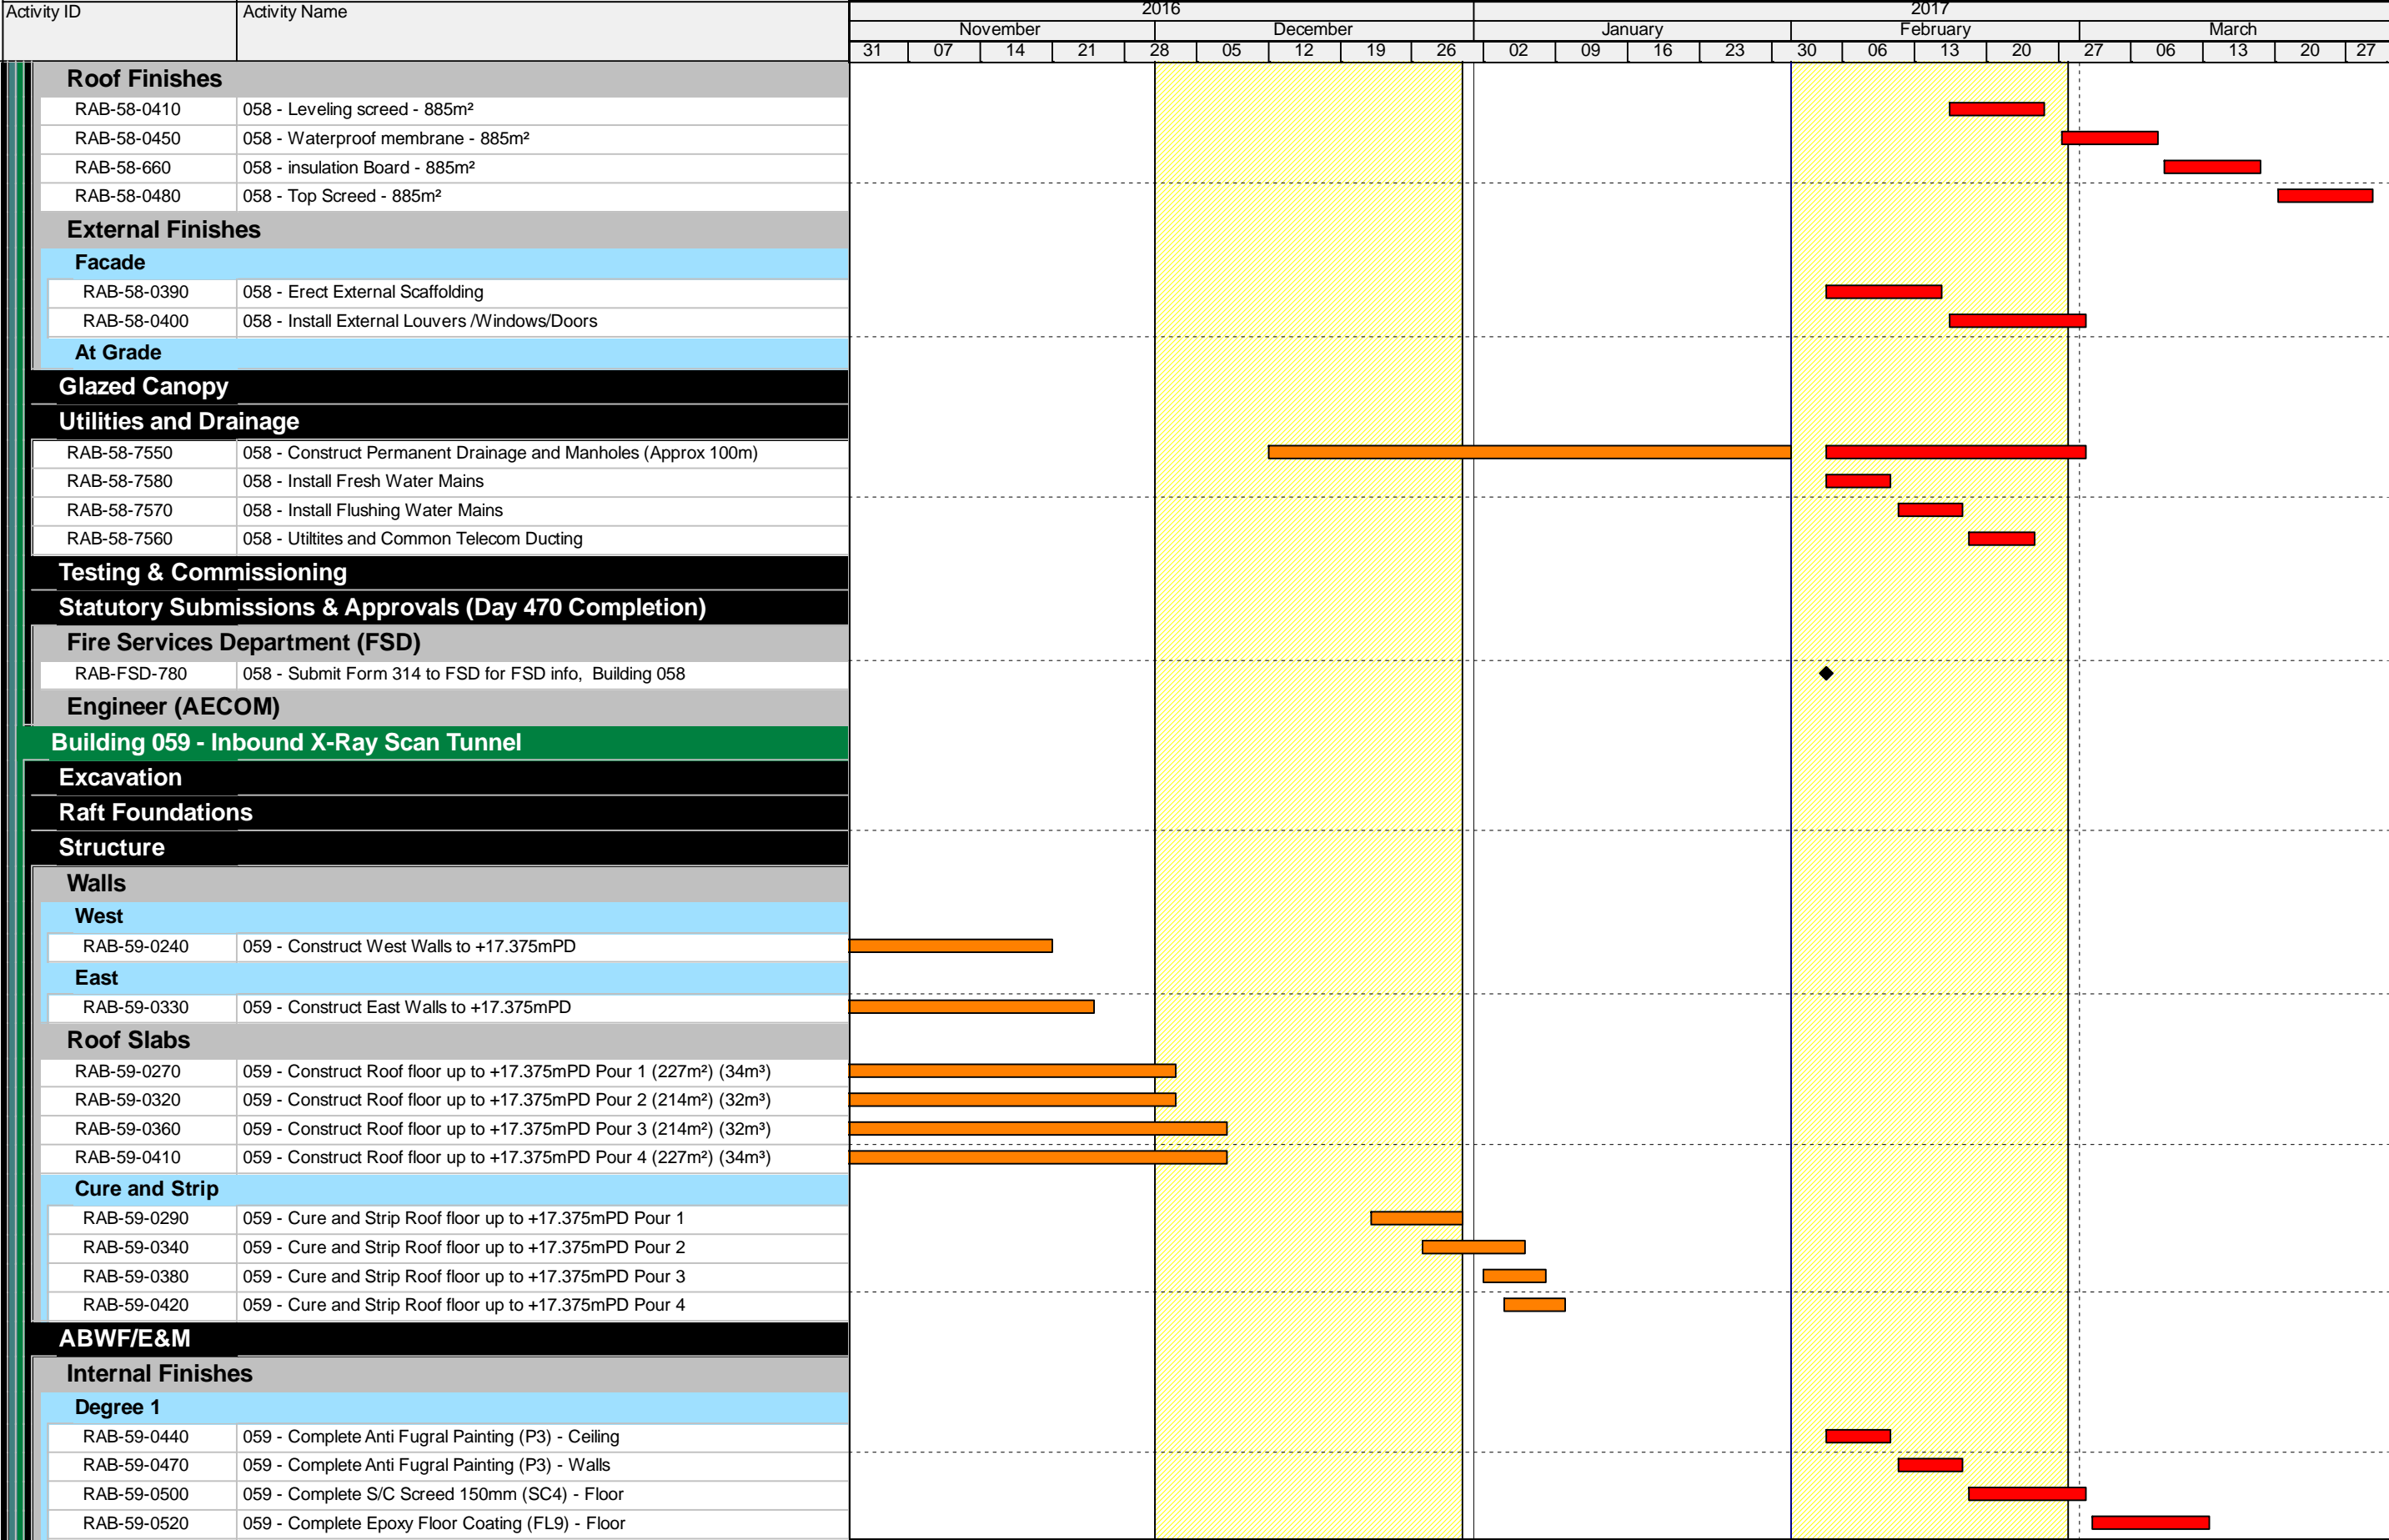 Activity ID Activity Name 2016 2017
November December January February March
31 07 14 21 28 05 12 19 26 02 09 16 23 30 06 13 20 27 06 13 20 27
Roof Finishes
RAB-58-0410 058 - Leveling screed - 885m²
RAB-58-0450 058 - Waterproof membrane - 885m²
RAB-58-660 058 - insulation Board - 885m²
RAB-58-0480 058 - Top Screed - 885m²
External Finishes
Facade
RAB-58-0390 058 - Erect External Scaffolding
RAB-58-0400 058 - Install External Louvers /Windows/Doors
At Grade
Glazed Canopy
Utilities and Drainage
RAB-58-7550 058 - Construct Permanent Drainage and Manholes (Approx 100m)
RAB-58-7580 058 - Install Fresh Water Mains
RAB-58-7570 058 - Install Flushing Water Mains
RAB-58-7560 058 - Utiltites and Common Telecom Ducting
Testing & Commissioning
Statutory Submissions & Approvals (Day 470 Completion)
Fire Services Department (FSD)
RAB-FSD-780 058 - Submit Form 314 to FSD for FSD info, Building 058
Engineer (AECOM)
Building 059 - Inbound X-Ray Scan Tunnel
Excavation
Raft Foundations
Structure
Walls
West
RAB-59-0240 059 - Construct West Walls to +17.375mPD
East
RAB-59-0330 059 - Construct East Walls to +17.375mPD
Roof Slabs
RAB-59-0270 059 - Construct Roof floor up to +17.375mPD Pour 1 (227m²) (34m³)
RAB-59-0320 059 - Construct Roof floor up to +17.375mPD Pour 2 (214m²) (32m³)
RAB-59-0360 059 - Construct Roof floor up to +17.375mPD Pour 3 (214m²) (32m³)
RAB-59-0410 059 - Construct Roof floor up to +17.375mPD Pour 4 (227m²) (34m³)
Cure and Strip
RAB-59-0290 059 - Cure and Strip Roof floor up to +17.375mPD Pour 1
RAB-59-0340 059 - Cure and Strip Roof floor up to +17.375mPD Pour 2
RAB-59-0380 059 - Cure and Strip Roof floor up to +17.375mPD Pour 3
RAB-59-0420 059 - Cure and Strip Roof floor up to +17.375mPD Pour 4
ABWF/E&M
Internal Finishes
Degree 1
RAB-59-0440 059 - Complete Anti Fugral Painting (P3) - Ceiling
RAB-59-0470 059 - Complete Anti Fugral Painting (P3) - Walls
RAB-59-0500 059 - Complete S/C Screed 150mm (SC4) - Floor
RAB-59-0520 059 - Complete Epoxy Floor Coating (FL9) - Floor